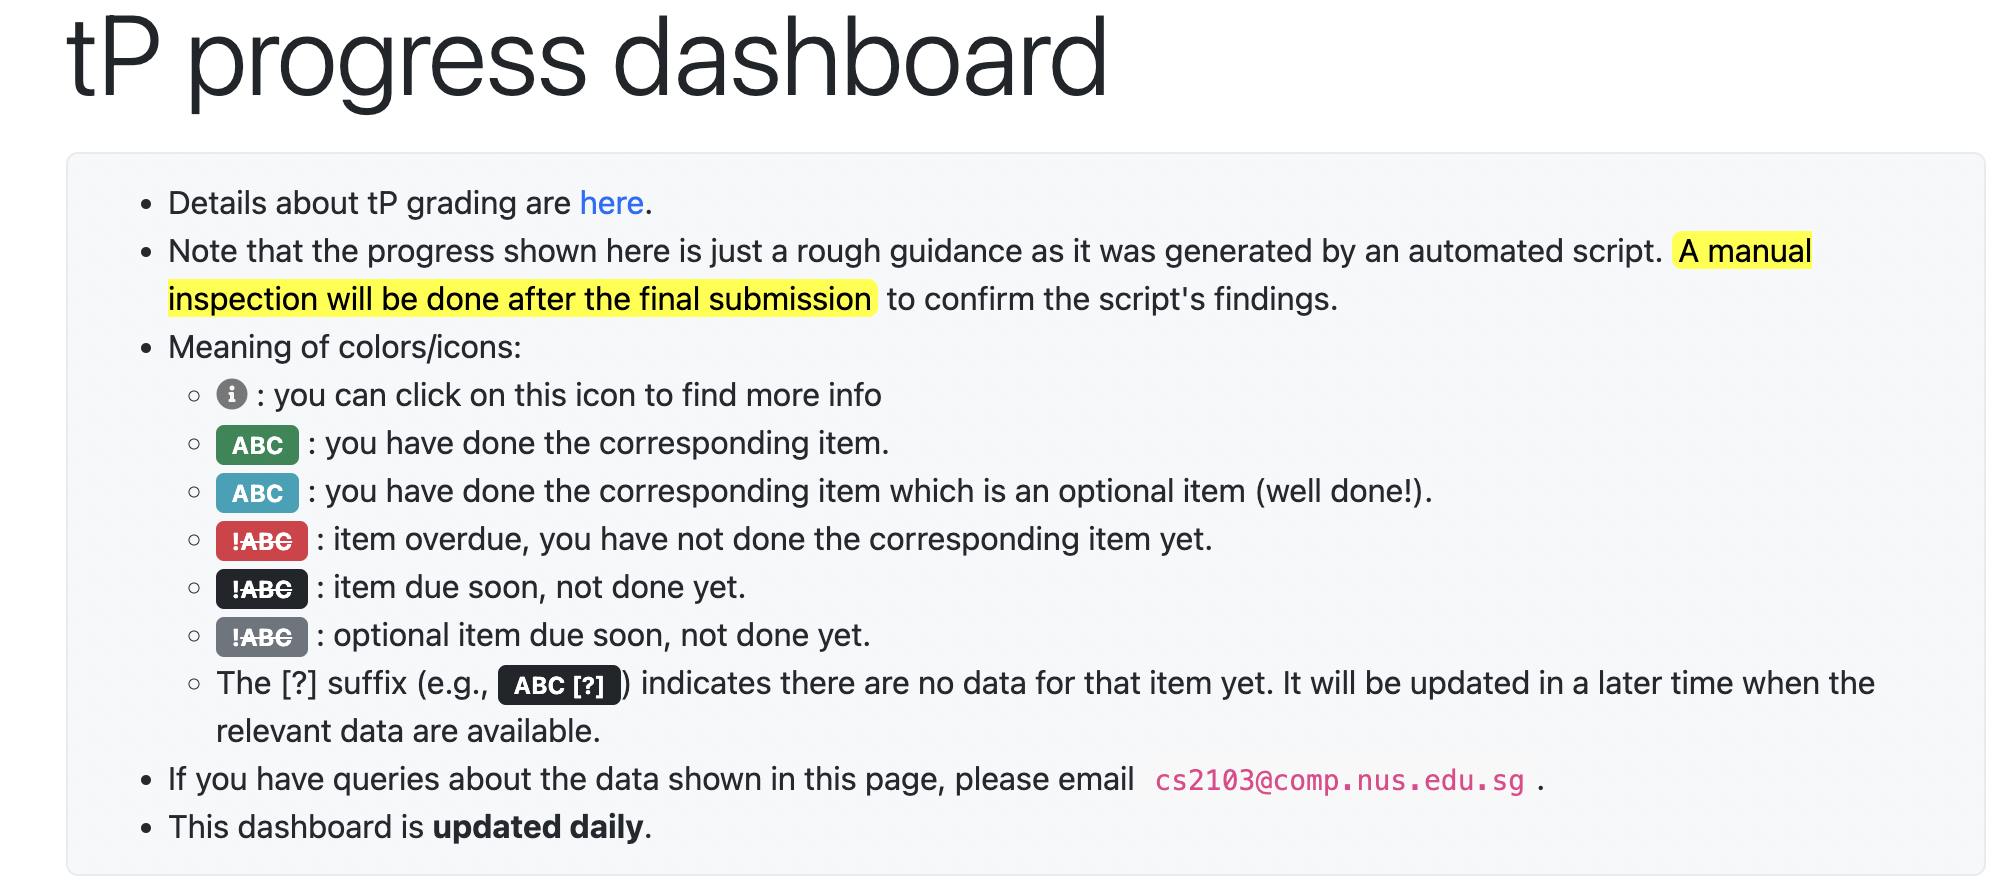 tP progress dashboard
• Details about tP grading are here.
• Note that the progress shown here is just a rough guidance as it was generated by an automated script. A manual
inspection will be done after the final submission to confirm the script's findings.
• Meaning of colors/icons:
○ i : you can click on this icon to find more info
○ ABC : you have done the corresponding item.
○ ABC : you have done the corresponding item which is an optional item (well done!).
○ !ABC : item overdue, you have not done the corresponding item yet.
○ !ABC : item due soon, not done yet.
○ !ABC : optional item due soon, not done yet.
○ The [?] suffix (e.g., ABC [?]) indicates there are no data for that item yet. It will be updated in a later time when the
relevant data are available.
• If you have queries about the data shown in this page, please email cs2103@comp.nus.edu.sg .
• This dashboard is updated daily.